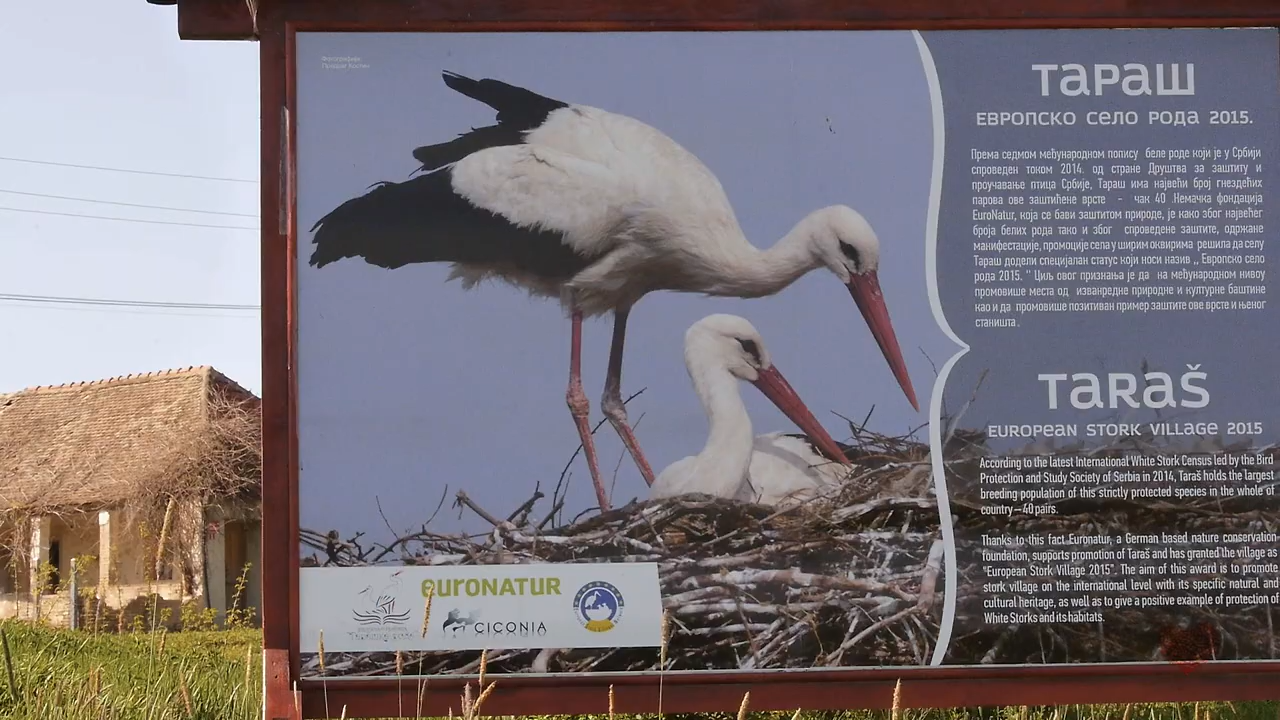 Фотографије:
ТАРАШ
ЕВРОПСКО СЕЛО РОДА 2015.
Према седмом међународном попису беле роде који је у Србији
спроведен током 2014. од стране Друштва за заштиту и
проучавање птица Србије, Тараш има највећи број гнездећих
парова ове заштићене врсте - чак 40 .Немачка фондација
EuroNatur, која се бави заштитом природе, је како због највећег
броја белих рода тако и због спроведене заштите, одржане
манифестације, промоције села у ширим оквирима решила да селу
Тараш додели специјалан статус који носи назив ,, Европско село
рода 2015. " Циљ овог признања је да на међународном нивоу
промовише места од изванредне природне и културне баштине
као и да промовише позитиван пример заштите ове врсте и њеног
станишта .
TARAŠ
EUROPEAN STORK VILLAGE 2015
According to the latest International White Stork Census led by the Bird
Protection and Study Society of Serbia in 2014, Taraš holds the largest
breeding population of this strictly protected species in the whole of
country – 40 pairs.
Thanks to this fact Euronatur, a German based nature conservation
foundation, supports promotion of Taraš and has granted the village as
"European Stork Village 2015". The aim of this award is to promote
stork village on the international level with its specific natural and
cultural heritage, as well as to give a positive example of protection of
White Storks and its habitats.
euronatur
CICONIA